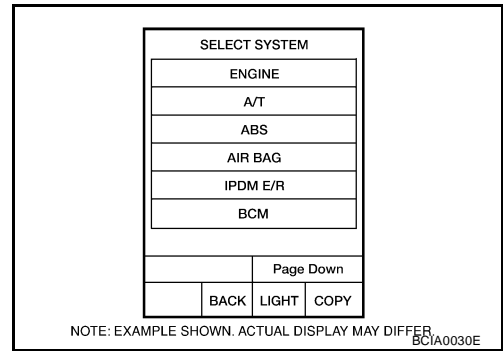 SELECT SYSTEM
ENGINE
A/T
ABS
AIR BAG
IPDM E/R
BCM
Page Down
BACK LIGHT COPY
NOTE: EXAMPLE SHOWN. ACTUAL DISPLAY MAY DIFFER.
BCIA0030E